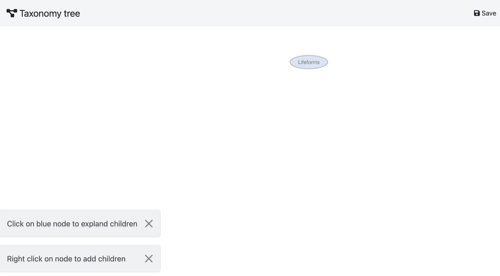 Taxonomy tree
Save
Lifeforms
Click on blue node to expland children
Right click on node to add children